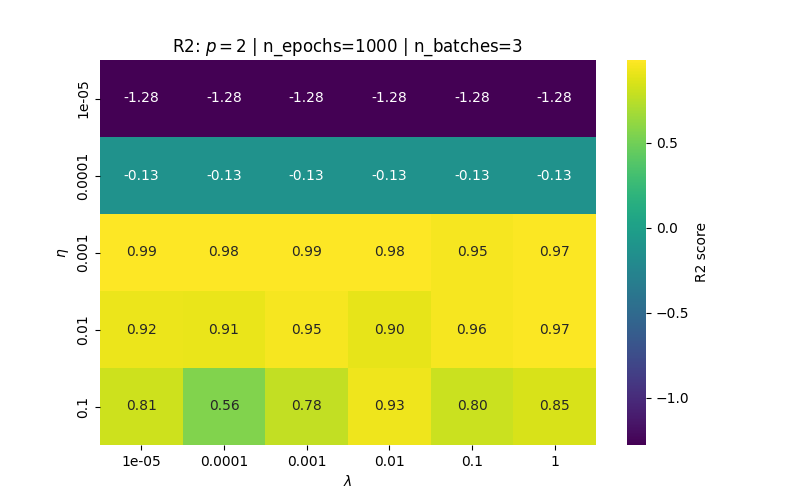 R2: p = 2 | n_epochs=1000 | n_batches=3
1e-05 -1.28 -1.28 -1.28 -1.28 -1.28 -1.28
0.0001 -0.13 -0.13 -0.13 -0.13 -0.13 -0.13
0.001 0.99 0.98 0.99 0.98 0.95 0.97
0.01 0.92 0.91 0.95 0.90 0.96 0.97
0.1 0.81 0.56 0.78 0.93 0.80 0.85
η
1e-05 0.0001 0.001 0.01 0.1 1
λ
0.5
0.0
−0.5
−1.0
R2 score